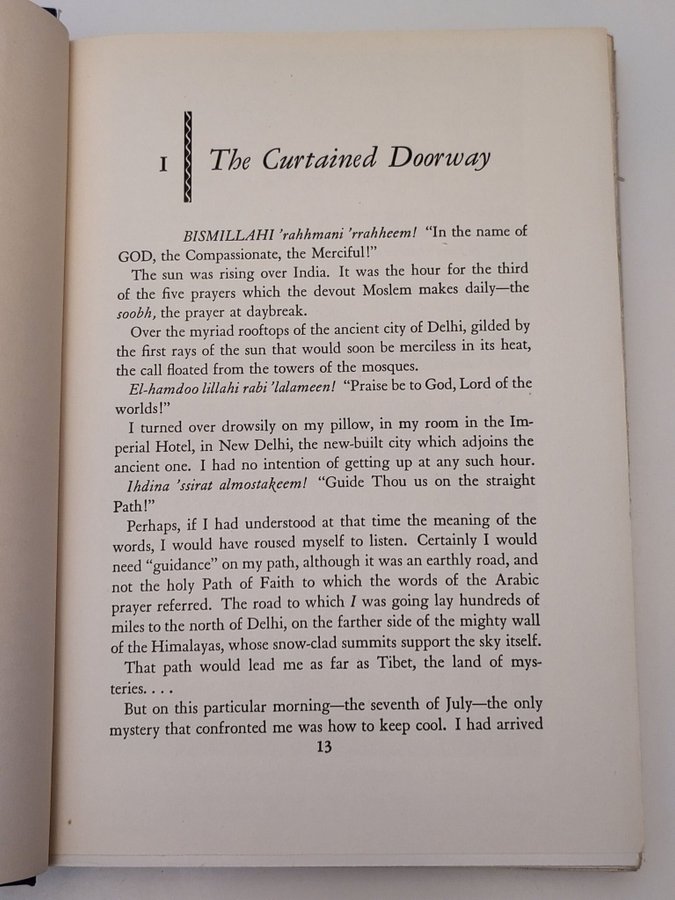 I The Curtained Doorway
BISMILLAHI 'rahhmani 'rrahheem! “In the name of
GOD, the Compassionate, the Merciful!”
The sun was rising over India. It was the hour for the third
of the five prayers which the devout Moslem makes daily—the
soobh, the prayer at daybreak.
Over the myriad rooftops of the ancient city of Delhi, gilded by
the first rays of the sun that would soon be merciless in its heat,
the call floated from the towers of the mosques.
El-hamdoo lillahi rabi 'lalameen! “Praise be to God, Lord of the
worlds!”
I turned over drowsily on my pillow, in my room in the Im-
perial Hotel, in New Delhi, the new-built city which adjoins the
ancient one. I had no intention of getting up at any such hour.
Ihdina 'ssirat almostakeem! “Guide Thou us on the straight
Path!”
Perhaps, if I had understood at that time the meaning of the
words, I would have roused myself to listen. Certainly I would
need “guidance” on my path, although it was an earthly road, and
not the holy Path of Faith to which the words of the Arabic
prayer referred. The road to which I was going lay hundreds of
miles to the north of Delhi, on the farther side of the mighty wall
of the Himalayas, whose snow-clad summits support the sky itself.
That path would lead me as far as Tibet, the land of mys-
teries. . . .
But on this particular morning—the seventh of July—the only
mystery that confronted me was how to keep cool. I had arrived
13